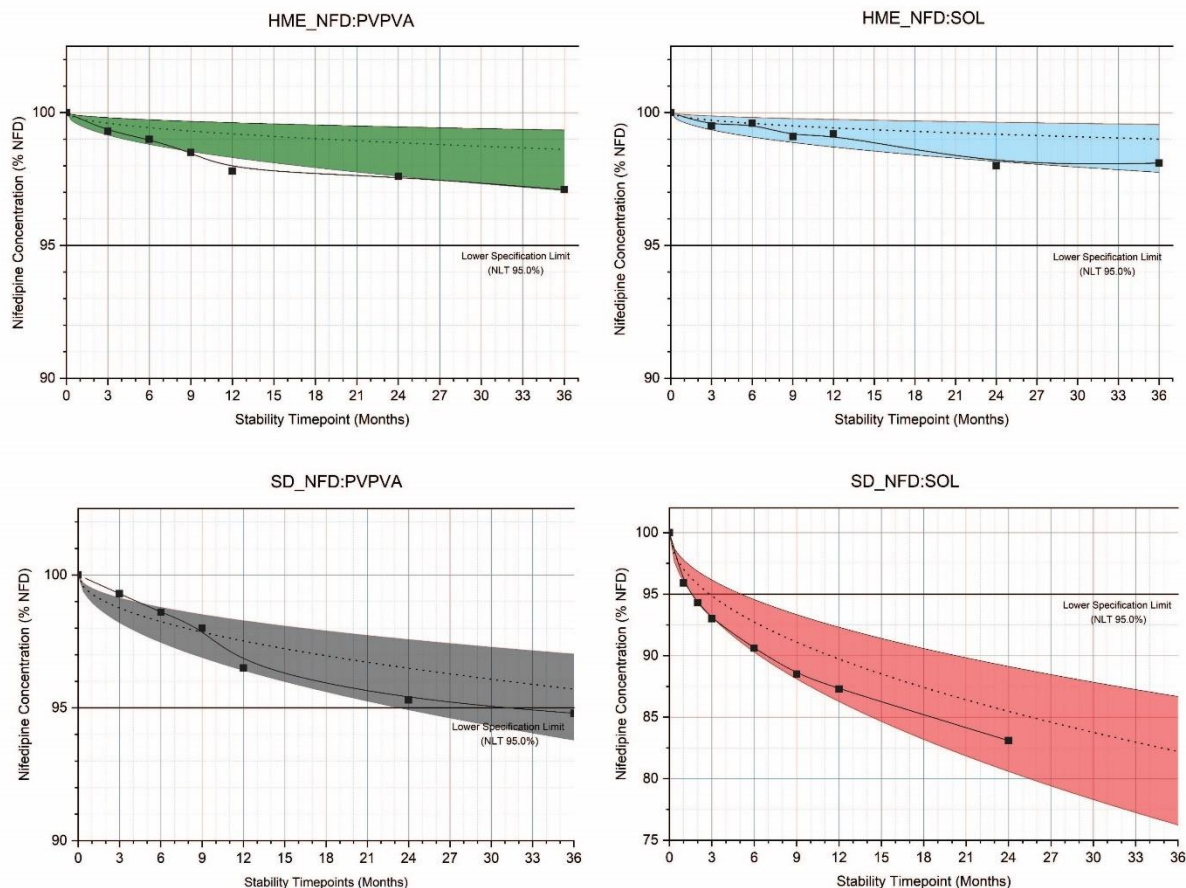 HME_NFD:PVPVA
Nifedipine Concentration (% NFD)
100
95
90
Lower Specification Limit
(NLT 95.0%)
0 3 6 9 12 15 18 21 24 27 30 33 36
Stability Timepoint (Months)
HME_NFD:SOL
Nifedipine Concentration (% NFD)
100
95
90
Lower Specification Limit
(NLT 95.0%)
0 3 6 9 12 15 18 21 24 27 30 33 36
Stability Timepoint (Months)
SD_NFD:PVPVA
Nifedipine Concentration (% NFD)
100
95
90
Lower Specification Limit
(NLT 95.0%)
0 3 6 9 12 15 18 21 24 27 30 33 36
Stability Timepoints (Months)
SD_NFD:SOL
Nifedipine Concentration (% NFD)
100
95
90
85
80
75
Lower Specification Limit
(NLT 95.0%)
0 3 6 9 12 15 18 21 24 27 30 33 36
Stability Timepoint (Months)